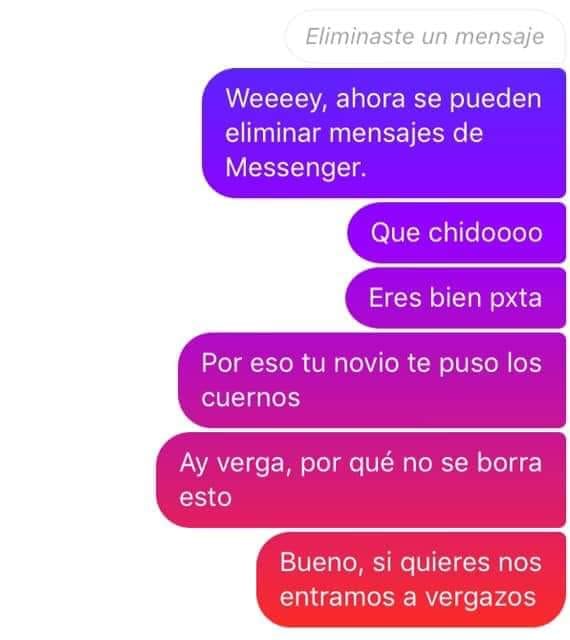 Eliminaste un mensaje
Weeeey, ahora se pueden
eliminar mensajes de
Messenger.
Que chidoooo
Eres bien pxta
Por eso tu novio te puso los
cuernos
Ay verga, por qué no se borra
esto
Bueno, si quieres nos
entramos a vergazos